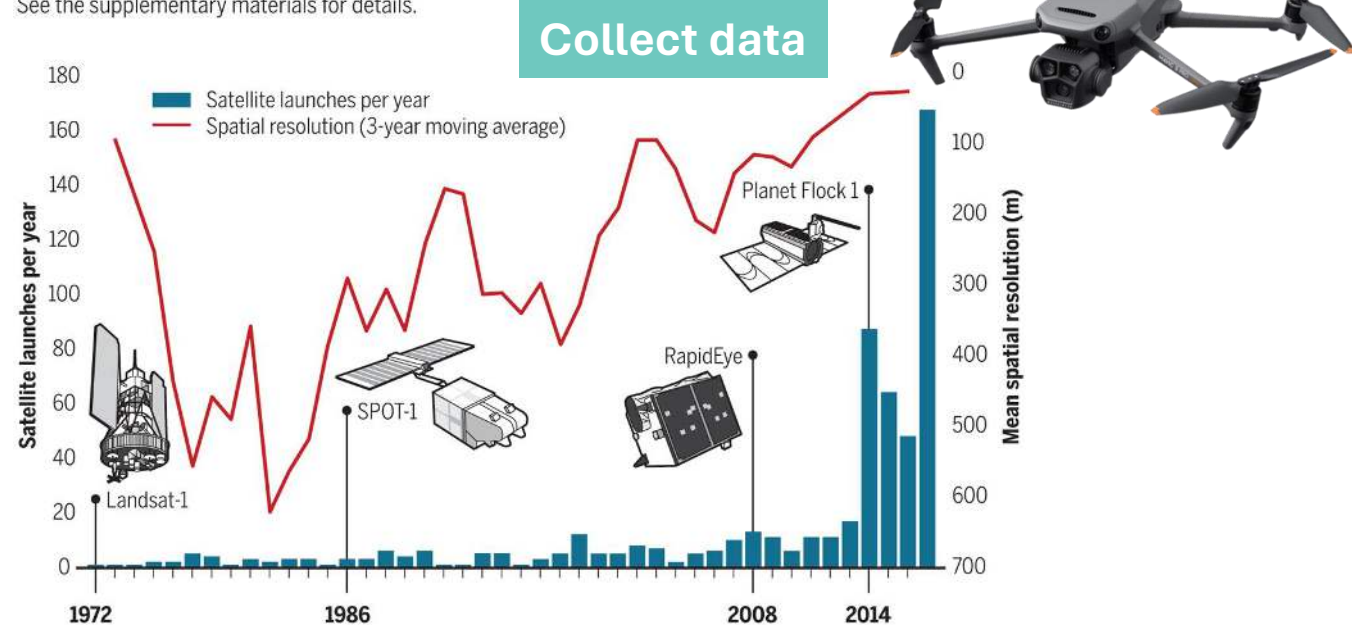 See the supplementary materials for details.
Collect data
180
160
140
120
100
80
60
40
20
0
Satellite launches per year
Satellite launches per year
Spatial resolution (3-year moving average)
Landsat-1
SPOT-1
RapidEye
Planet Flock 1
0
100
200
300
400
500
600
700
Mean spatial resolution (m)
1972
1986
2008
2014